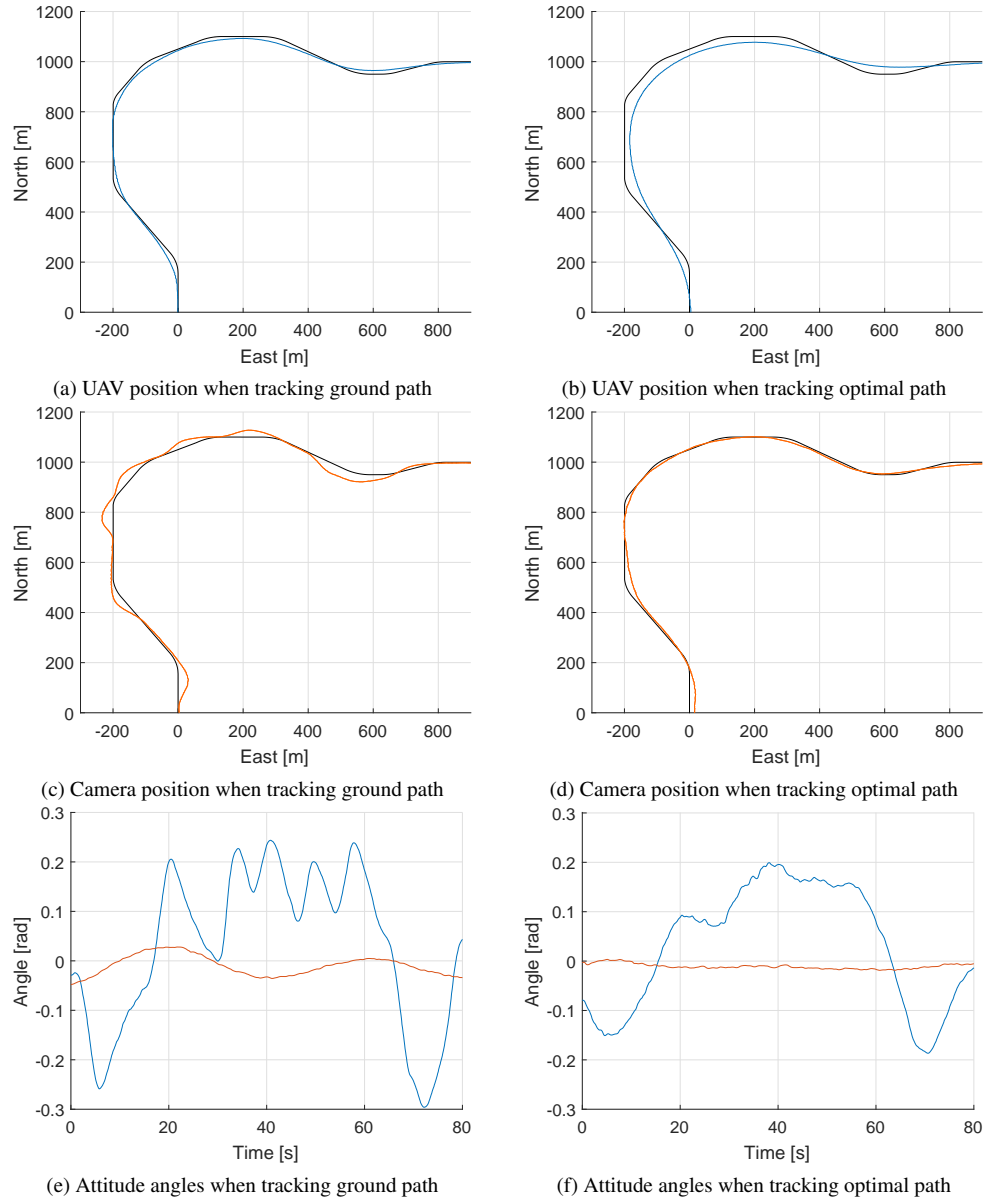 1200
1000
800
600
400
200
0
North [m]
-200 0 200 400 600 800
East [m]
(a) UAV position when tracking ground path
1200
1000
800
600
400
200
0
North [m]
-200 0 200 400 600 800
East [m]
(b) UAV position when tracking optimal path
1200
1000
800
600
400
200
0
North [m]
-200 0 200 400 600 800
East [m]
(c) Camera position when tracking ground path
1200
1000
800
600
400
200
0
North [m]
-200 0 200 400 600 800
East [m]
(d) Camera position when tracking optimal path
0.3
0.2
0.1
0
-0.1
-0.2
-0.3
Angle [rad]
0 20 40 60 80
Time [s]
(e) Attitude angles when tracking ground path
0.3
0.2
0.1
0
-0.1
-0.2
-0.3
Angle [rad]
0 20 40 60 80
Time [s]
(f) Attitude angles when tracking optimal path